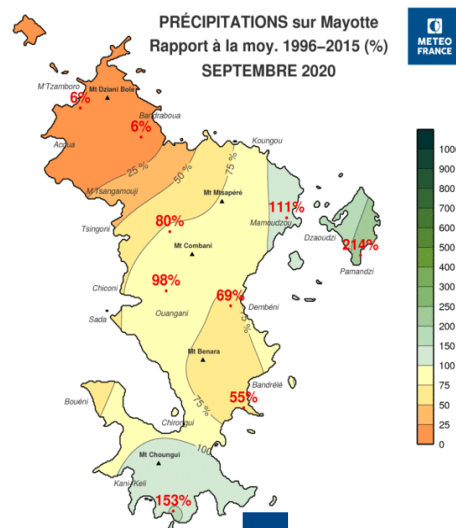 PRÉCIPITATIONS sur Mayotte
Rapport à la moy. 1996–2015 (%)
SEPTEMBRE 2020
METEO
FRANCE
M'Tzamboro
Mt Dziani Bolé
6%
Bandraboua
6%
Acoua
25 %
50 %
75 %
Koungou
M'Tsangamouji
Mt Mtsapéré
Tsingoni
80%
111%
Mamoudzou
Dzaoudzi
214%
Pamandzi
Mt Combani
Chiconi
98%
69%
Dembéni
Ouangani
Sada
75 %
Mt Benara
Bandrélé
55%
Bouéni
75 %
Chirongui
100
Mt Choungui
Kani-Kéli
153%
1000
900
800
700
600
500
400
300
200
150
100
75
50
25
0